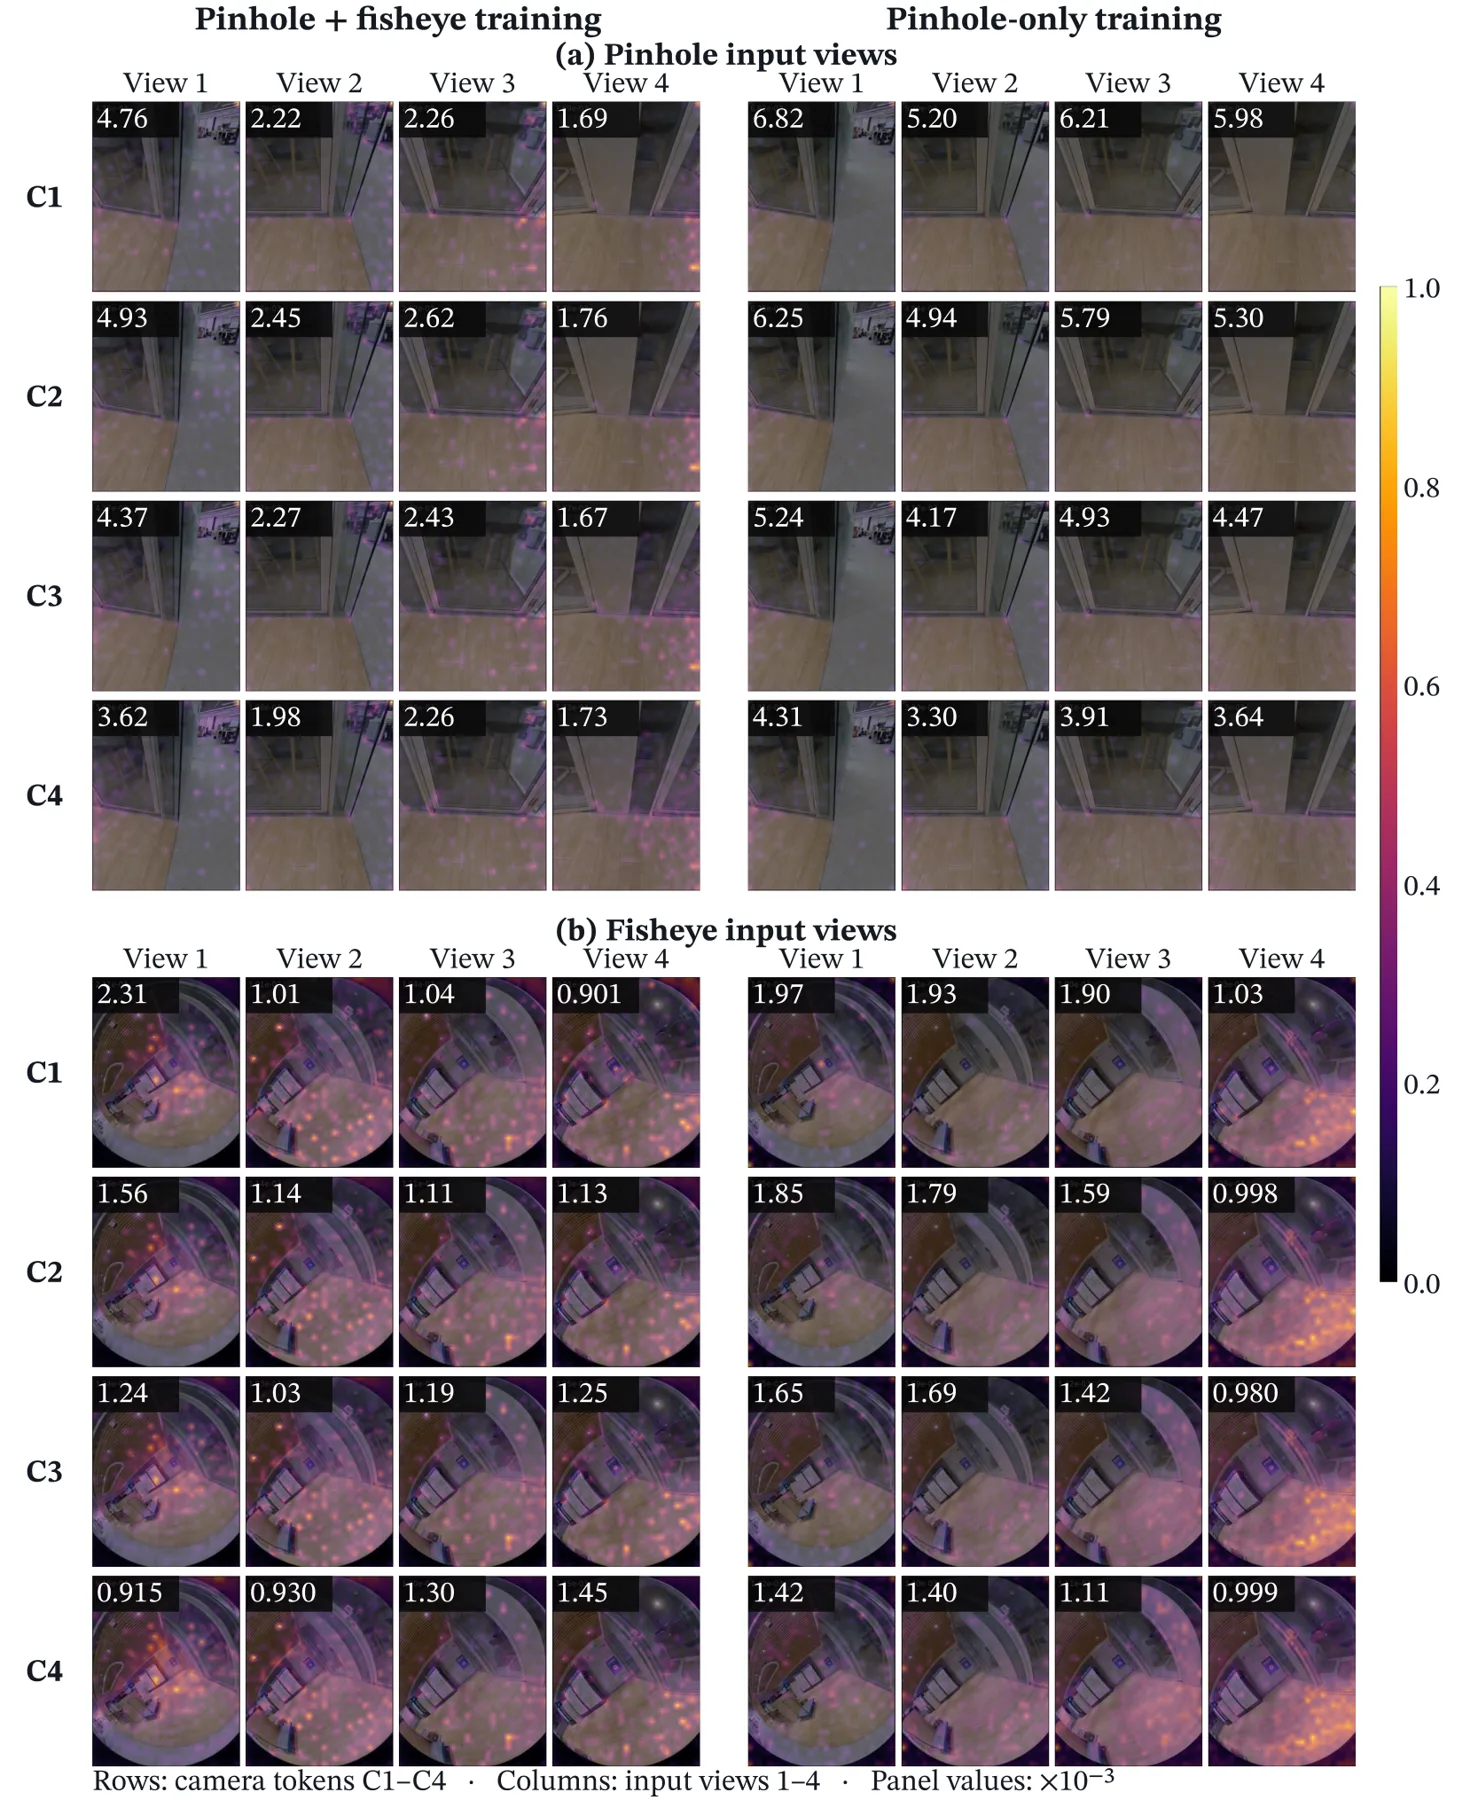 Pinhole + fisheye training Pinhole-only training
(a) Pinhole input views
View 1 View 2 View 3 View 4 View 1 View 2 View 3 View 4
C1 4.76 2.22 2.26 1.69 6.82 5.20 6.21 5.98
1.0
C2 4.93 2.45 2.62 1.76 6.25 4.94 5.79 5.30
0.8
C3 4.37 2.27 2.43 1.67 5.24 4.17 4.93 4.47
0.6
C4 3.62 1.98 2.26 1.73 4.31 3.30 3.91 3.64
0.4
(b) Fisheye input views
View 1 View 2 View 3 View 4 View 1 View 2 View 3 View 4
C1 2.31 1.01 1.04 0.901 1.97 1.93 1.90 1.03
0.2
C2 1.56 1.14 1.11 1.13 1.85 1.79 1.59 0.998
0.0
C3 1.24 1.03 1.19 1.25 1.65 1.69 1.42 0.980
C4 0.915 0.930 1.30 1.45 1.42 1.40 1.11 0.999
Rows: camera tokens C1–C4 · Columns: input views 1–4 · Panel values: ×10⁻³